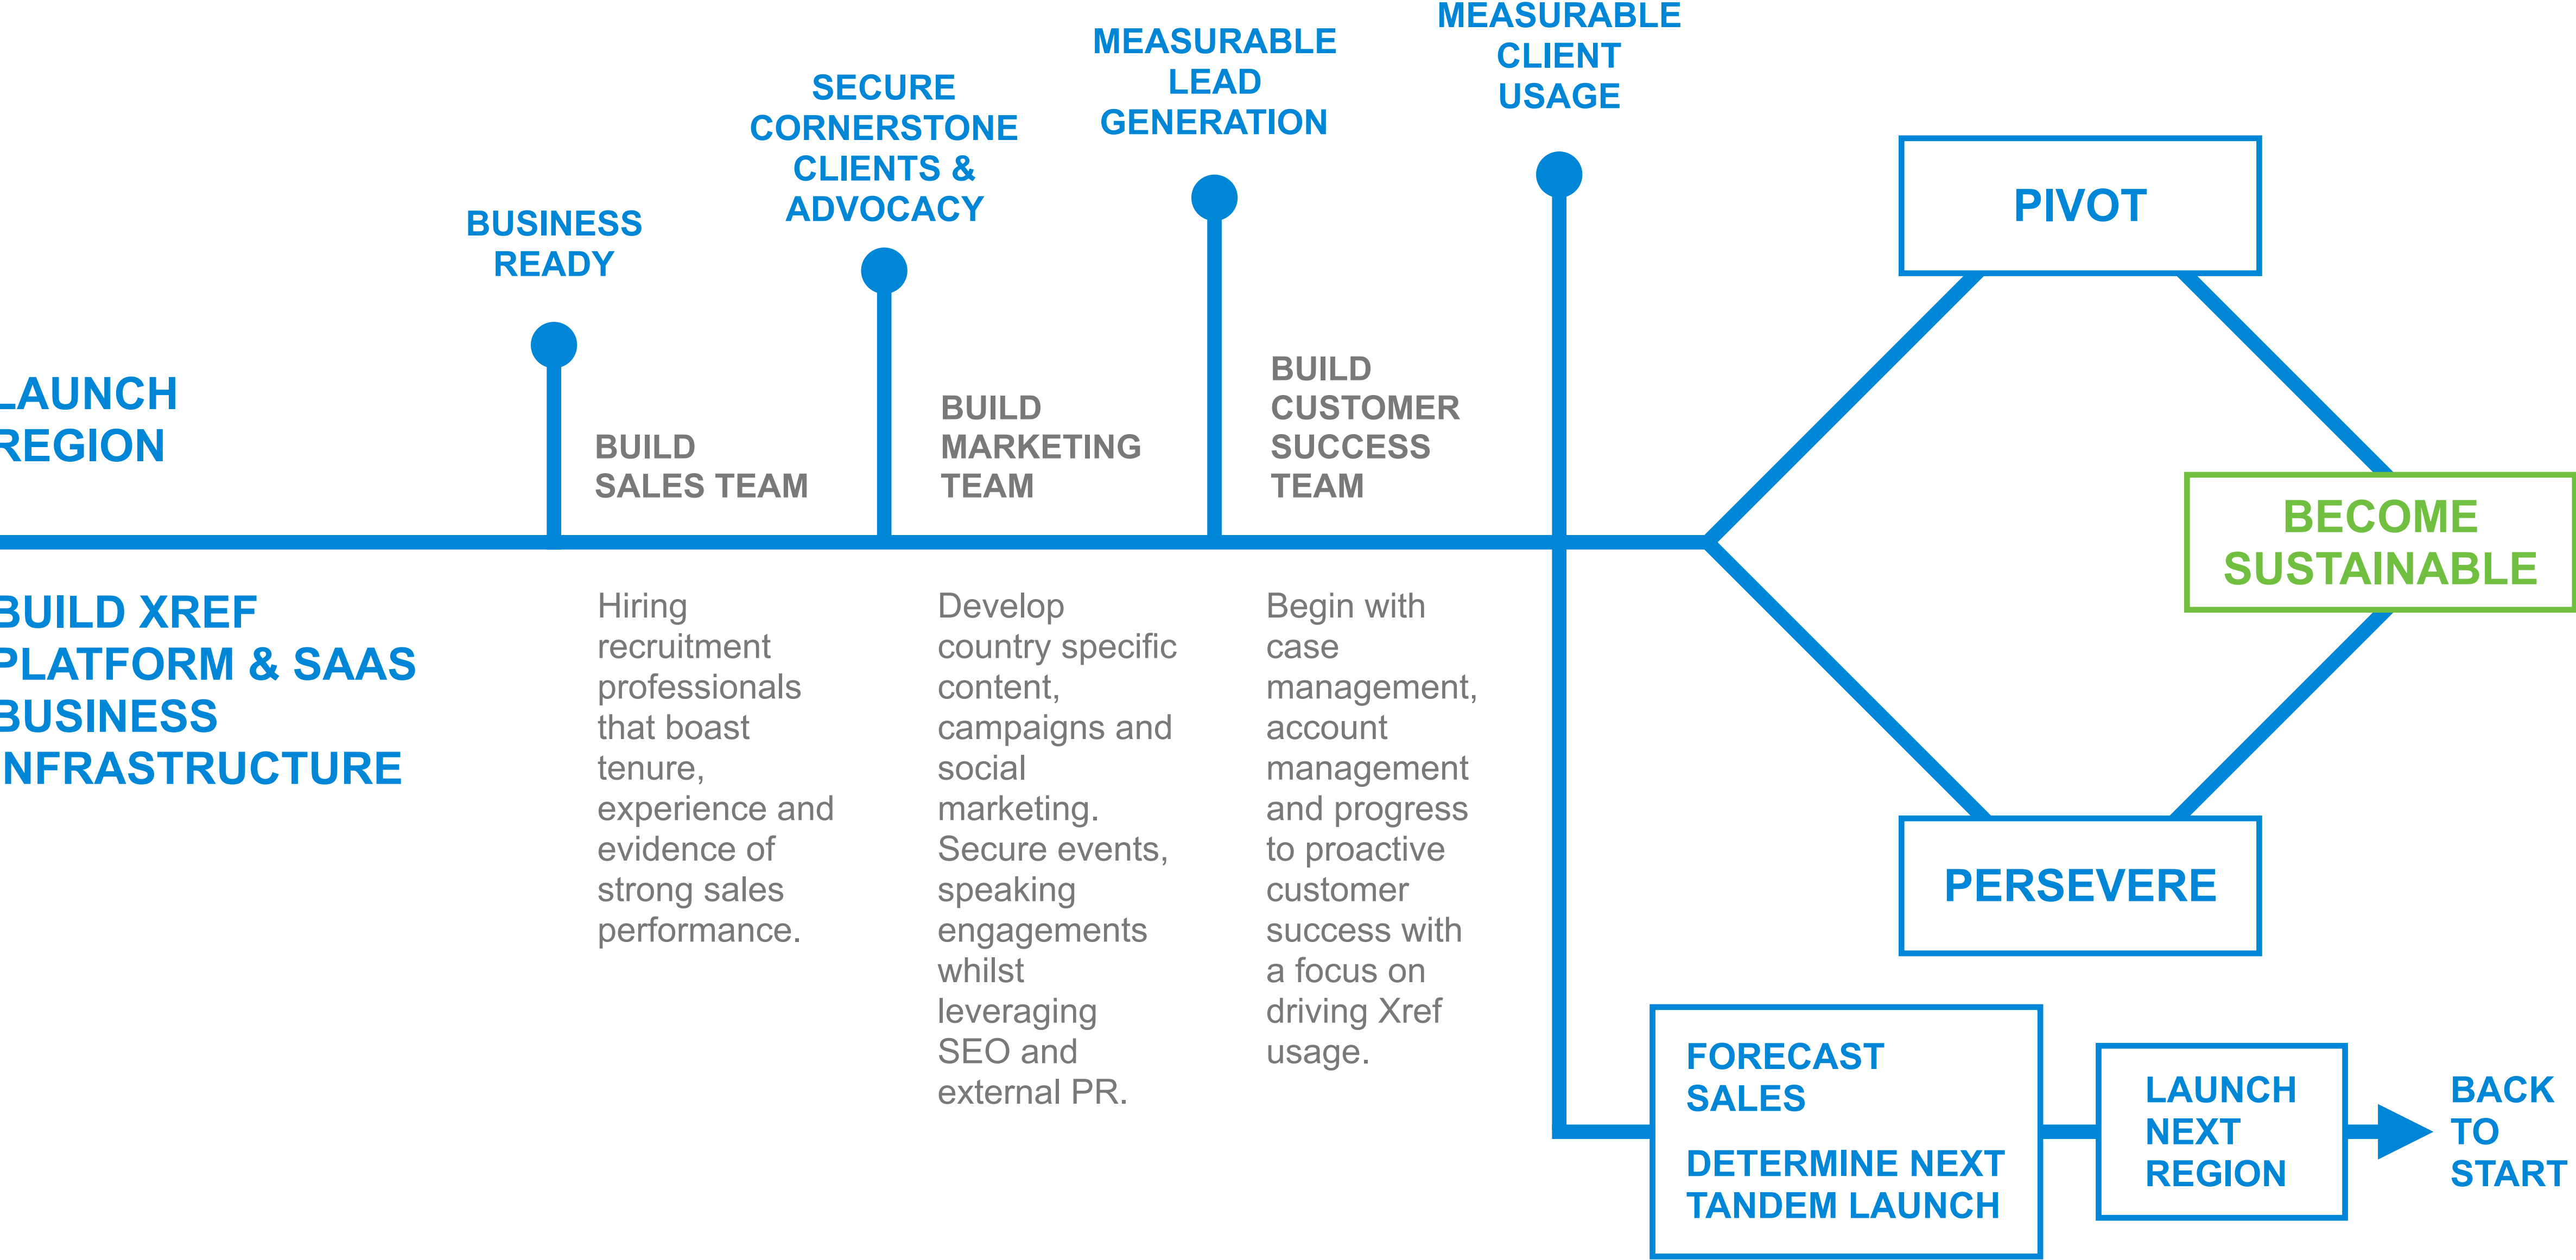 LAUNCH
REGION
BUILD XREF
PLATFORM & SAAS
BUSINESS
INFRASTRUCTURE
BUSINESS
READY
BUILD
SALES TEAM
Hiring
recruitment
professionals
that boast
tenure,
experience and
evidence of
strong sales
performance.
SECURE
CORNERSTONE
CLIENTS &
ADVOCACY
BUILD
MARKETING
TEAM
Develop
country specific
content,
campaigns and
social
marketing.
Secure events,
speaking
engagements
whilst
leveraging
SEO and
external PR.
MEASURABLE
LEAD
GENERATION
BUILD
CUSTOMER
SUCCESS
TEAM
Begin with
case
management,
account
management
and progress
to proactive
customer
success with
a focus on
driving Xref
usage.
MEASURABLE
CLIENT
USAGE
PIVOT
BECOME
SUSTAINABLE
PERSEVERE
FORECAST
SALES
DETERMINE NEXT
TANDEM LAUNCH
LAUNCH
NEXT
REGION
BACK
TO
START